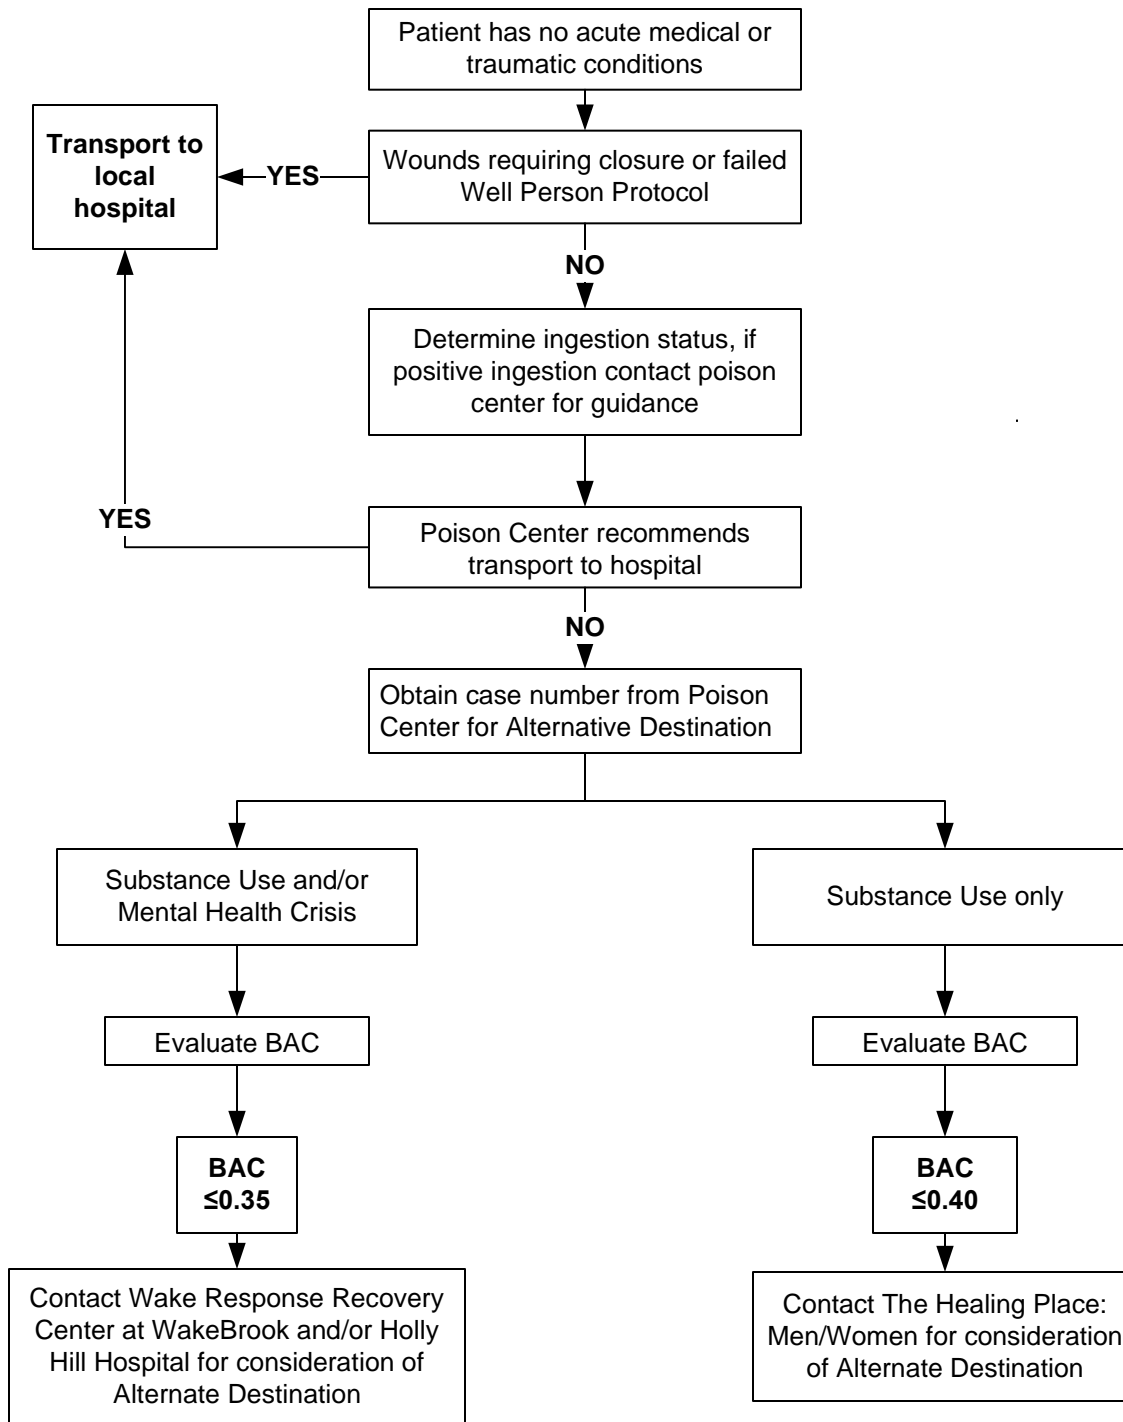 Patient has no acute medical or
traumatic conditions
Transport to
local
hospital
YES
Wounds requiring closure or failed
Well Person Protocol
NO
Determine ingestion status, if
positive ingestion contact poison
center for guidance
YES
Poison Center recommends
transport to hospital
NO
Obtain case number from Poison
Center for Alternative Destination
Substance Use and/or
Mental Health Crisis
Substance Use only
Evaluate BAC
Evaluate BAC
BAC
≤0.35
BAC
≤0.40
Contact Wake Response Recovery
Center at WakeBrook and/or Holly
Hill Hospital for consideration of
Alternate Destination
Contact The Healing Place:
Men/Women for consideration
of Alternate Destination